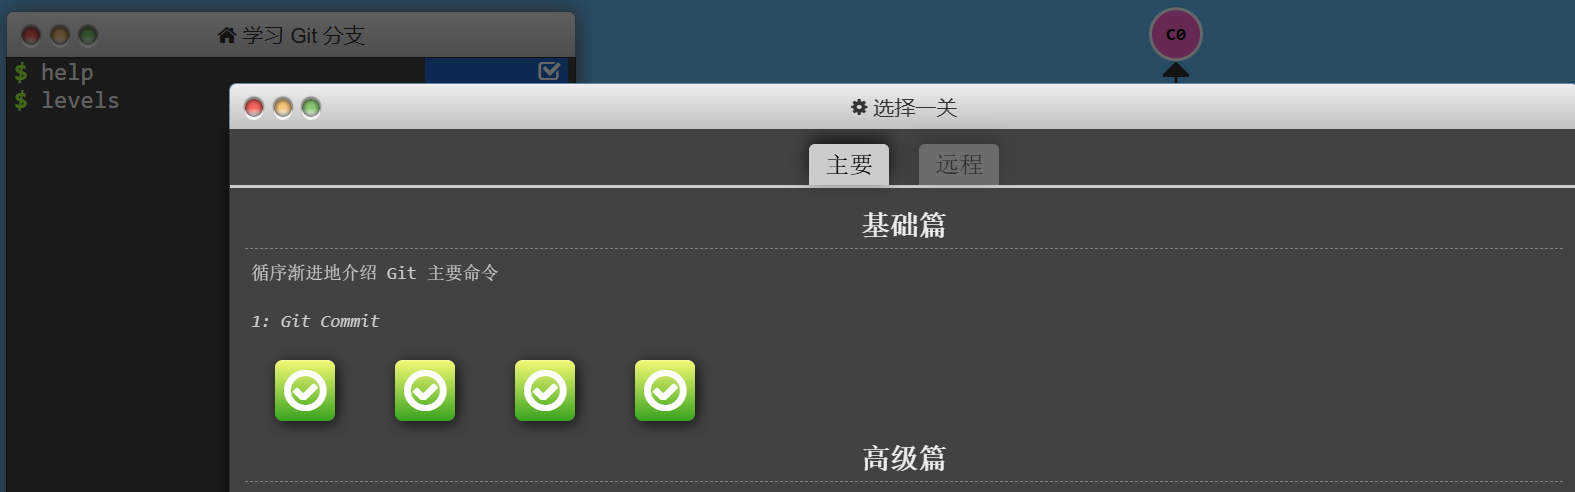 学习 Git 分支
C0
$ help
$ levels
选择一关
主要
远程
基础篇
循序渐进地介绍 Git 主要命令
1: Git Commit
高级篇